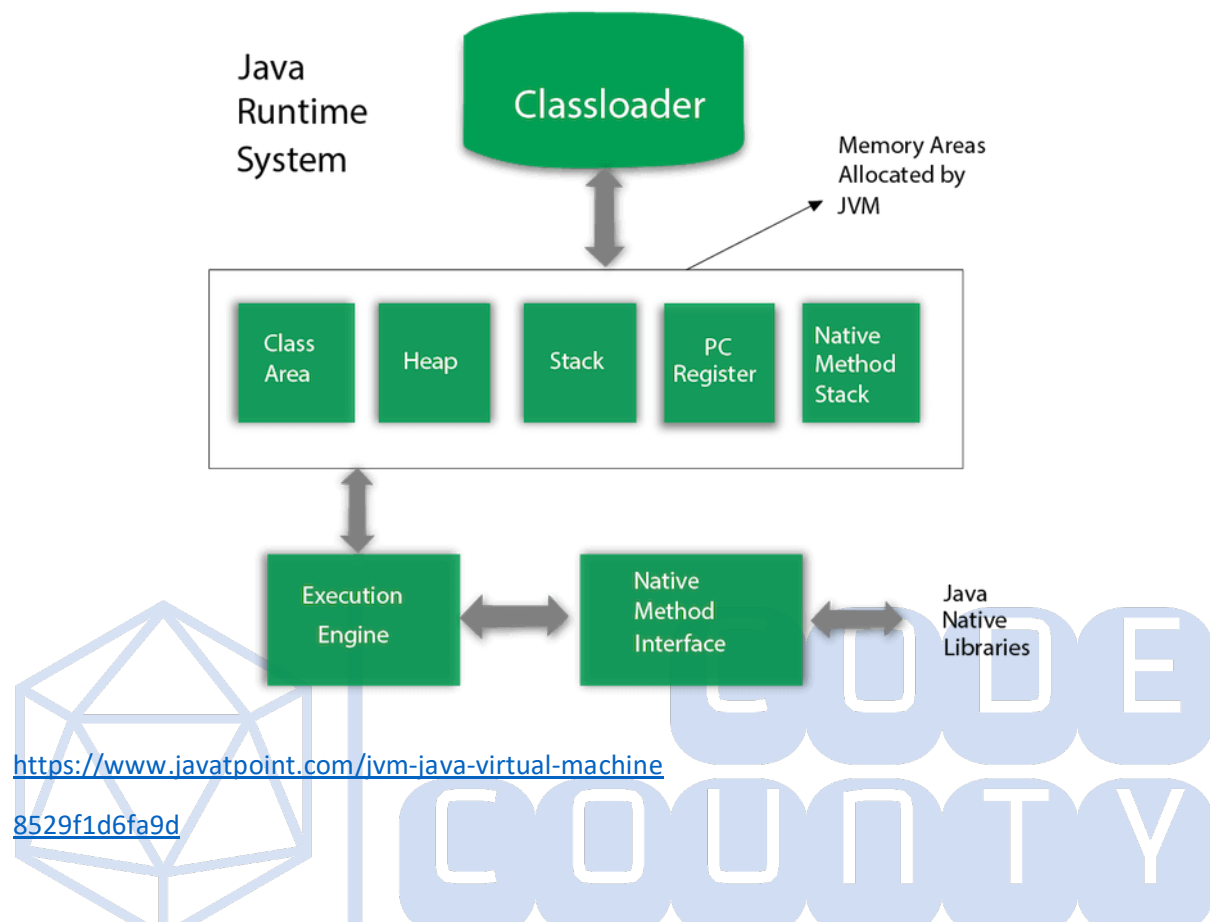 Java
Runtime
System
Classloader
Memory Areas
Allocated by
JVM
Class
Area
Heap
Stack
PC
Register
Native
Method
Stack
Execution
Engine
Native
Method
Interface
Java
Native
Libraries
CODE
https://www.javatpoint.com/jvm-java-virtual-machine
8529f1d6fa9d
COUNTY